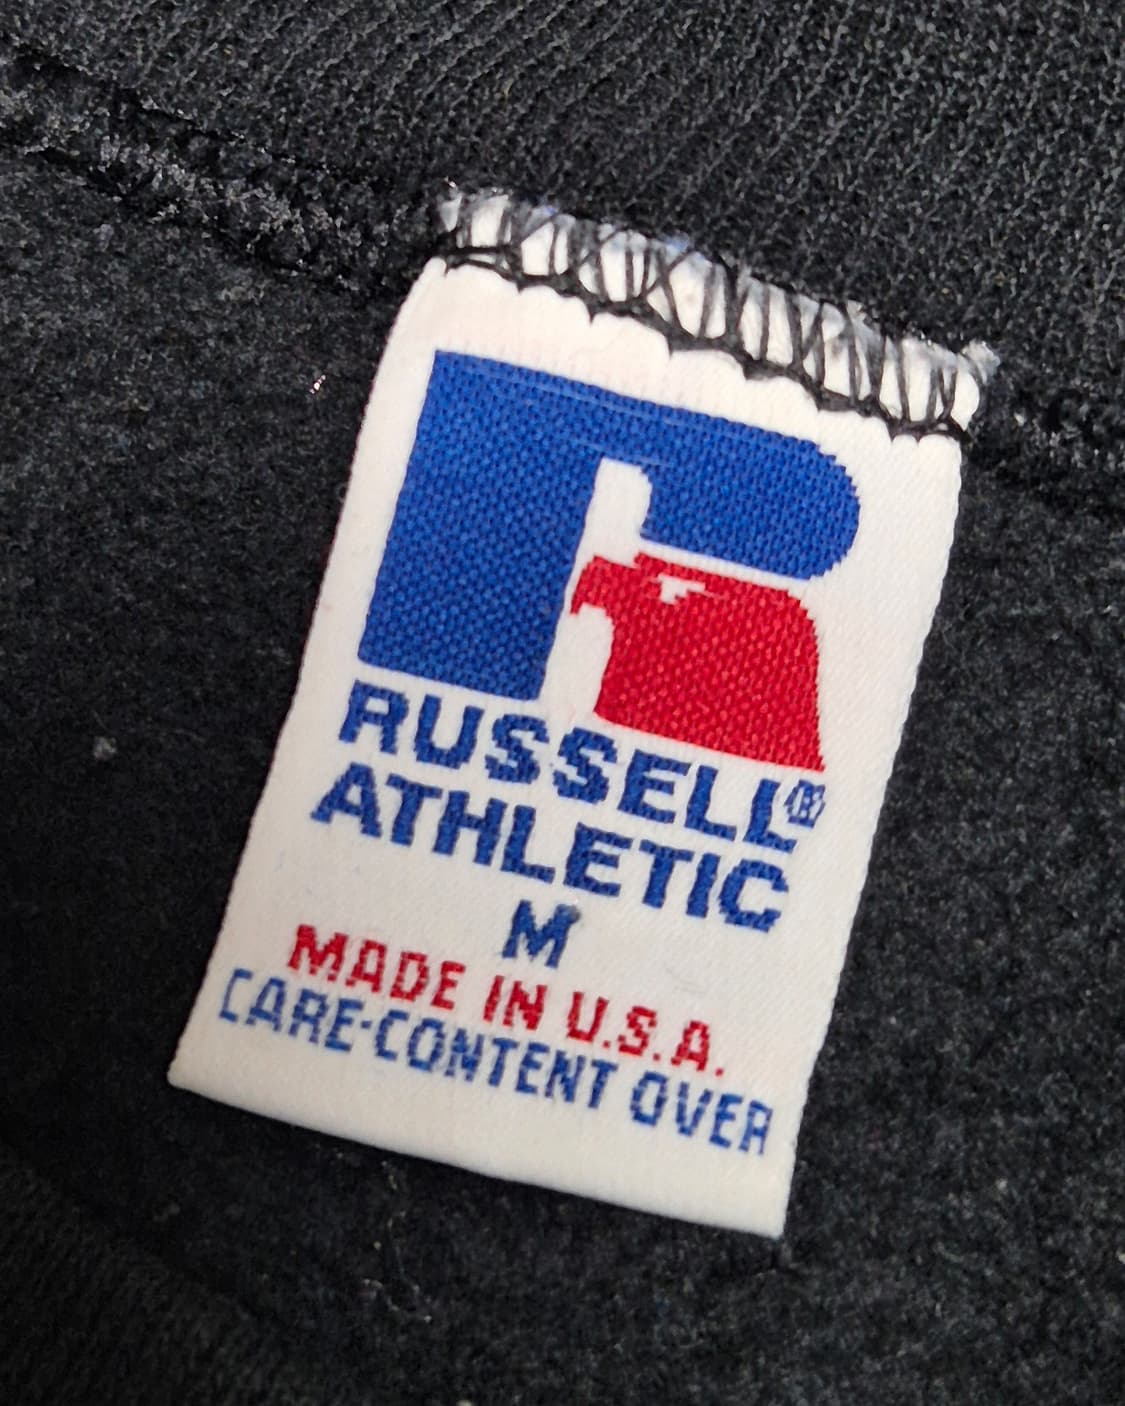 RUSSELL®
ATHLETIC
M
MADE IN U.S.A.
CARE-CONTENT OVER